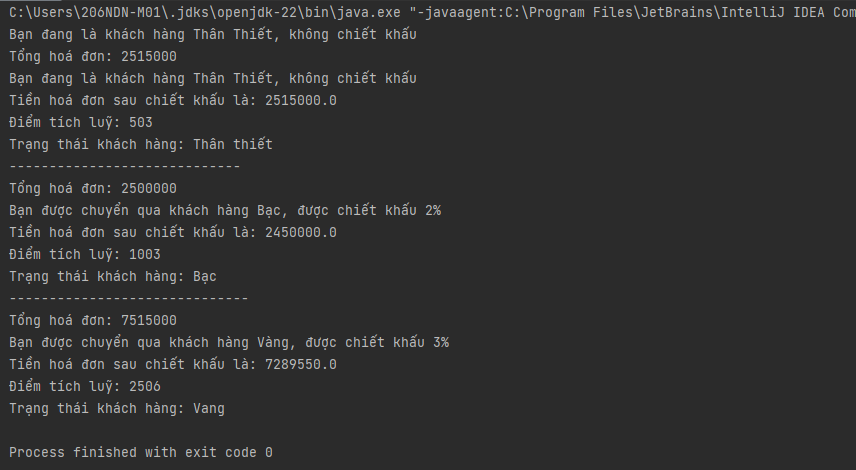 C:\Users\206NDN-M01\.jdks\openjdk-22\bin\java.exe "-javaagent:C:\Program Files\JetBrains\IntelliJ IDEA Com
Bạn đang là khách hàng Thân Thiết, không chiết khấu
Tổng hoá đơn: 2515000
Bạn đang là khách hàng Thân Thiết, không chiết khấu
Tiền hoá đơn sau chiết khấu là: 2515000.0
Điểm tích luỹ: 503
Trạng thái khách hàng: Thân thiết
-----------------------------
Tổng hoá đơn: 2500000
Bạn được chuyển qua khách hàng Bạc, được chiết khấu 2%
Tiền hoá đơn sau chiết khấu là: 2450000.0
Điểm tích luỹ: 1003
Trạng thái khách hàng: Bạc
------------------------------
Tổng hoá đơn: 7515000
Bạn được chuyển qua khách hàng Vàng, được chiết khấu 3%
Tiền hoá đơn sau chiết khấu là: 7289550.0
Điểm tích luỹ: 2506
Trạng thái khách hàng: Vang
Process finished with exit code 0